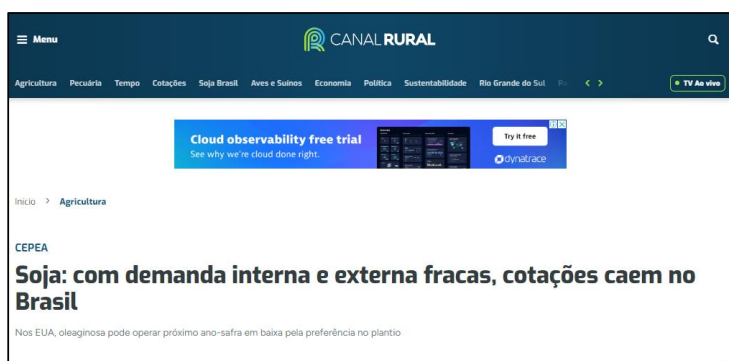 Menu
CANAL RURAL
Agricultura Pecuária Tempo Cotações Soja Brasil Aves e Suínos Economia Política Sustentabilidade Rio Grande do Sul
TV Ao vivo
Cloud observability free trial
See why we're cloud done right.
Try it free
dynatrace
Início > Agricultura
CEPEA
Soja: com demanda interna e externa fracas, cotações caem no
Brasil
Nos EUA, oleaginosa pode operar próximo ano-safra em baixa pela preferência no plantio